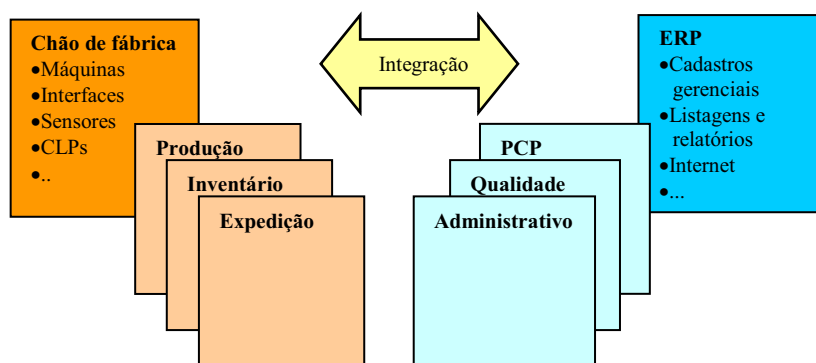 Chão de fábrica
•Máquinas
•Interfaces
•Sensores
•CLPs
•..
Produção
Inventário
Expedição
Integração
PCP
Qualidade
Administrativo
ERP
•Cadastros
gerenciais
•Listagens e
relatórios
•Internet
•...